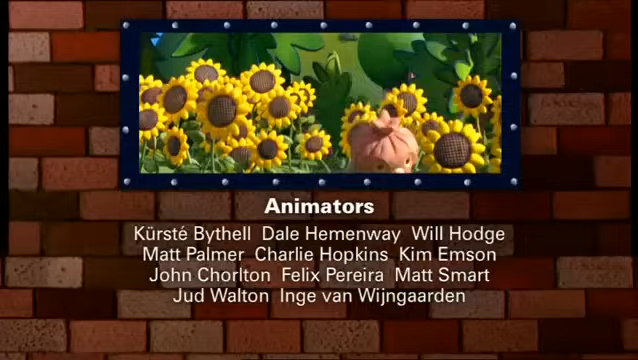 Animators
Kürsté Bythell  Dale Hemenway  Will Hodge
Matt Palmer  Charlie Hopkins  Kim Emson
John Chorlton  Felix Pereira  Matt Smart
Jud Walton  Inge van Wijngaarden